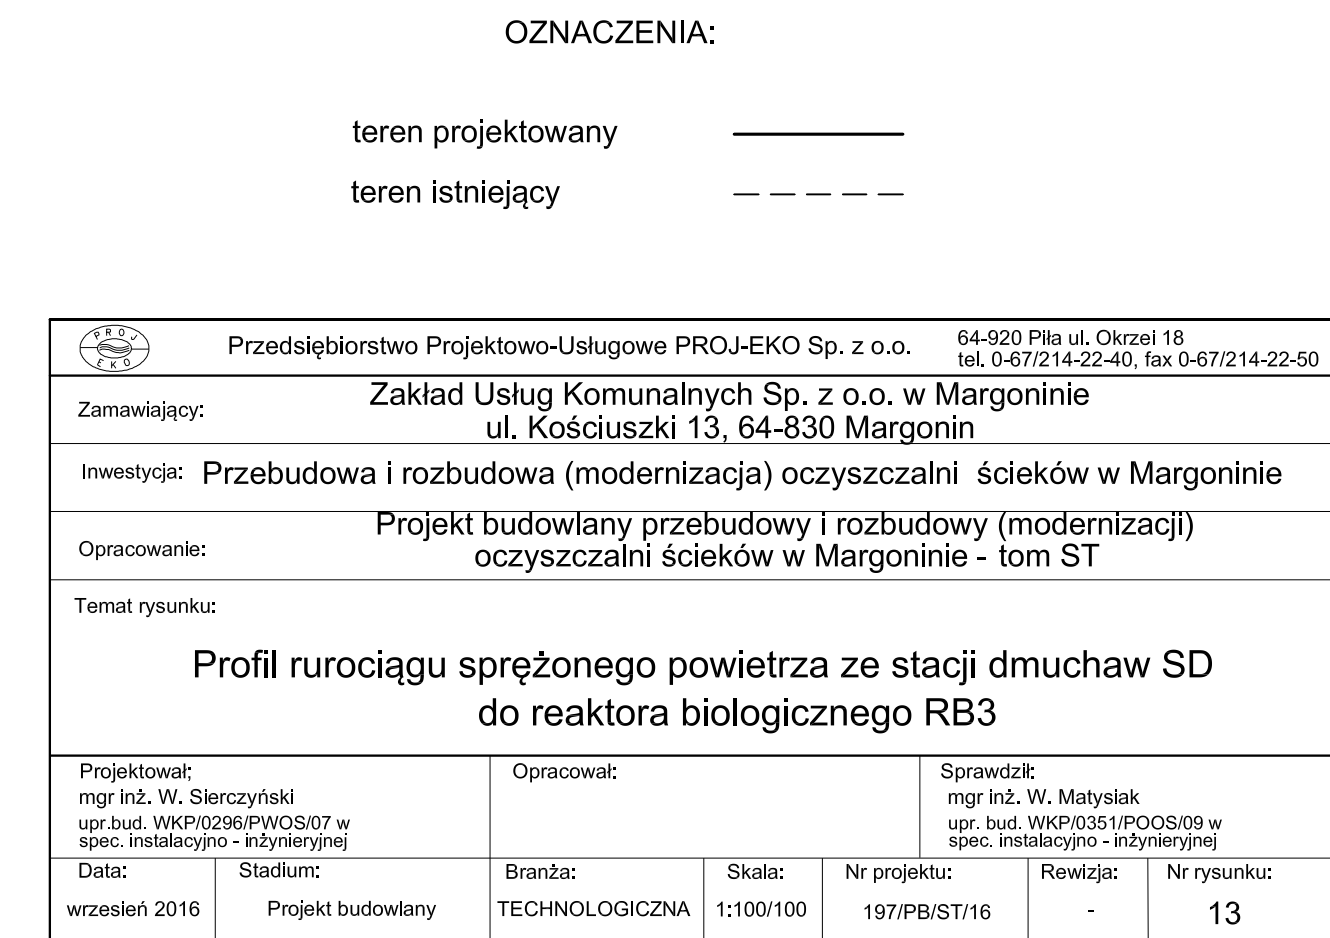 OZNACZENIA:
teren projektowany
teren istniejący
PROJ
EKO
Przedsiębiorstwo Projektowo-Usługowe PROJ-EKO Sp. z o.o.
64-920 Piła ul. Okrzei 18
tel. 0-67/214-22-40, fax 0-67/214-22-50
Zamawiający:
Zakład Usług Komunalnych Sp. z o.o. w Margoninie
ul. Kościuszki 13, 64-830 Margonin
Inwestycja: Przebudowa i rozbudowa (modernizacja) oczyszczalni ścieków w Margoninie
Opracowanie:
Projekt budowlany przebudowy i rozbudowy (modernizacji)
oczyszczalni ścieków w Margoninie - tom ST
Temat rysunku:
Profil rurociągu sprężonego powietrza ze stacji dmuchaw SD
do reaktora biologicznego RB3
Projektował;
mgr inż. W. Sierczyński
upr.bud. WKP/0296/PWOS/07 w
spec. instalacyjno - inżynieryjnej
Opracował:
Sprawdził:
mgr inż. W. Matysiak
upr. bud. WKP/0351/POOS/09 w
spec. instalacyjno - inżynieryjnej
Data:
wrzesień 2016
Stadium:
Projekt budowlany
Branża:
TECHNOLOGICZNA
Skala:
1:100/100
Nr projektu:
197/PB/ST/16
Rewizja:
-
Nr rysunku:
13